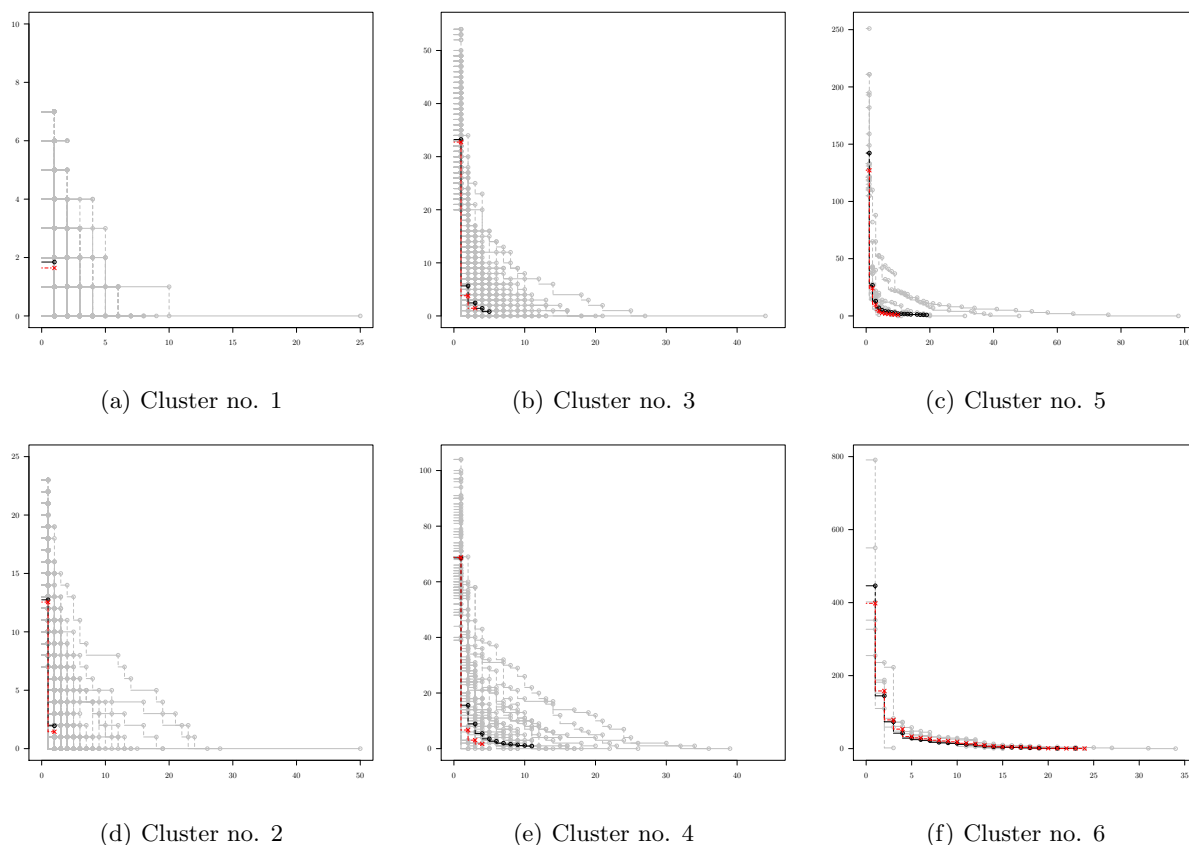 10
8
6
4
2
0
0 5 10 15 20 25
(a) Cluster no. 1
50
40
30
20
10
0
0 10 20 30 40
(b) Cluster no. 3
250
200
150
100
50
0
0 20 40 60 80 100
(c) Cluster no. 5
25
20
15
10
5
0
0 10 20 30 40 50
(d) Cluster no. 2
100
80
60
40
20
0
0 10 20 30 40
(e) Cluster no. 4
800
600
400
200
0
0 5 10 15 20 25 30 35
(f) Cluster no. 6